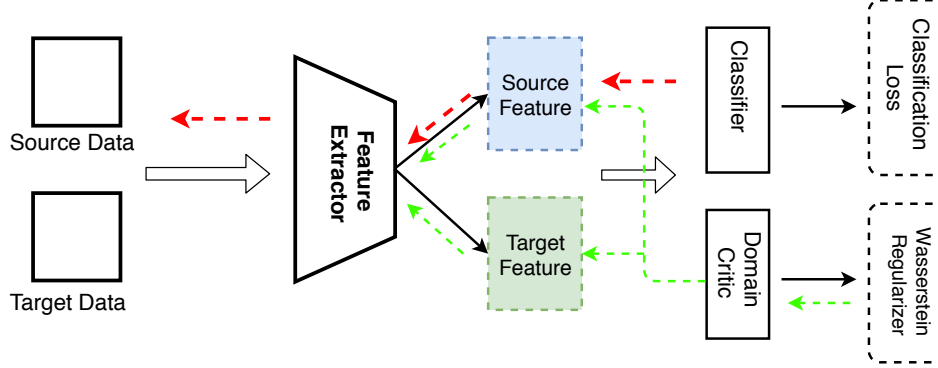 Source Data
Target Data
Feature
Extractor
Source
Feature
Target
Feature
Classifier
Domain
Critic
Classification
Loss
Wasserstein
Regularizer